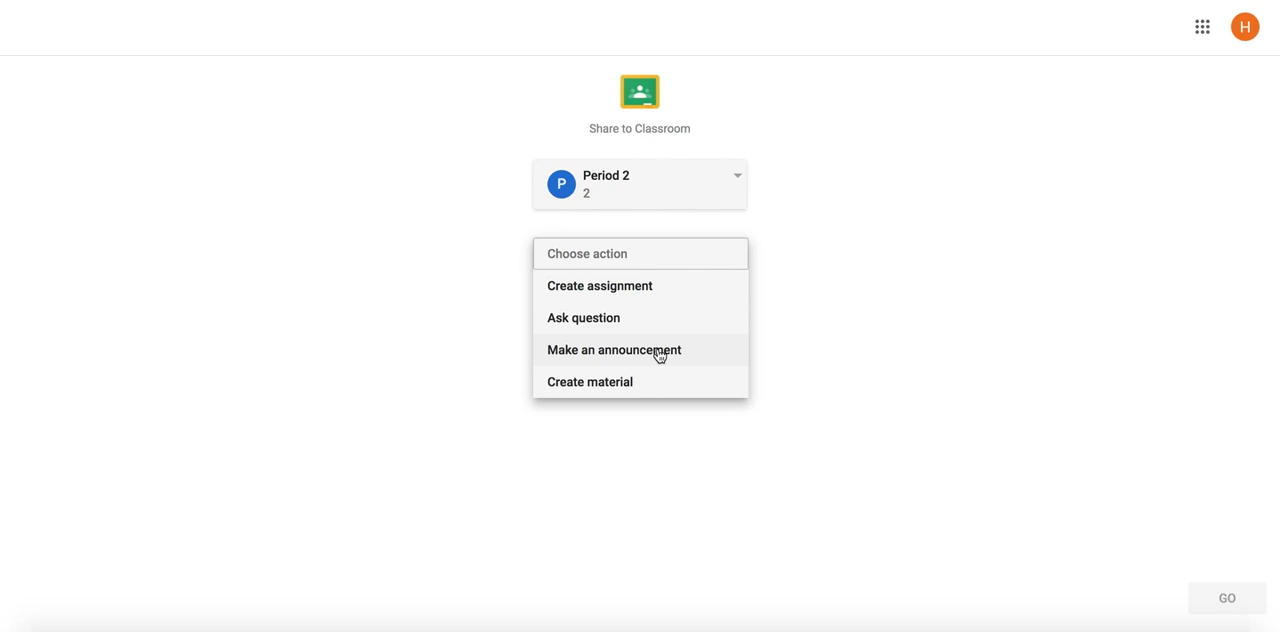 H
Share to Classroom
P
Period 2
2
Choose action
Create assignment
Ask question
Make an announcement
Create material
GO